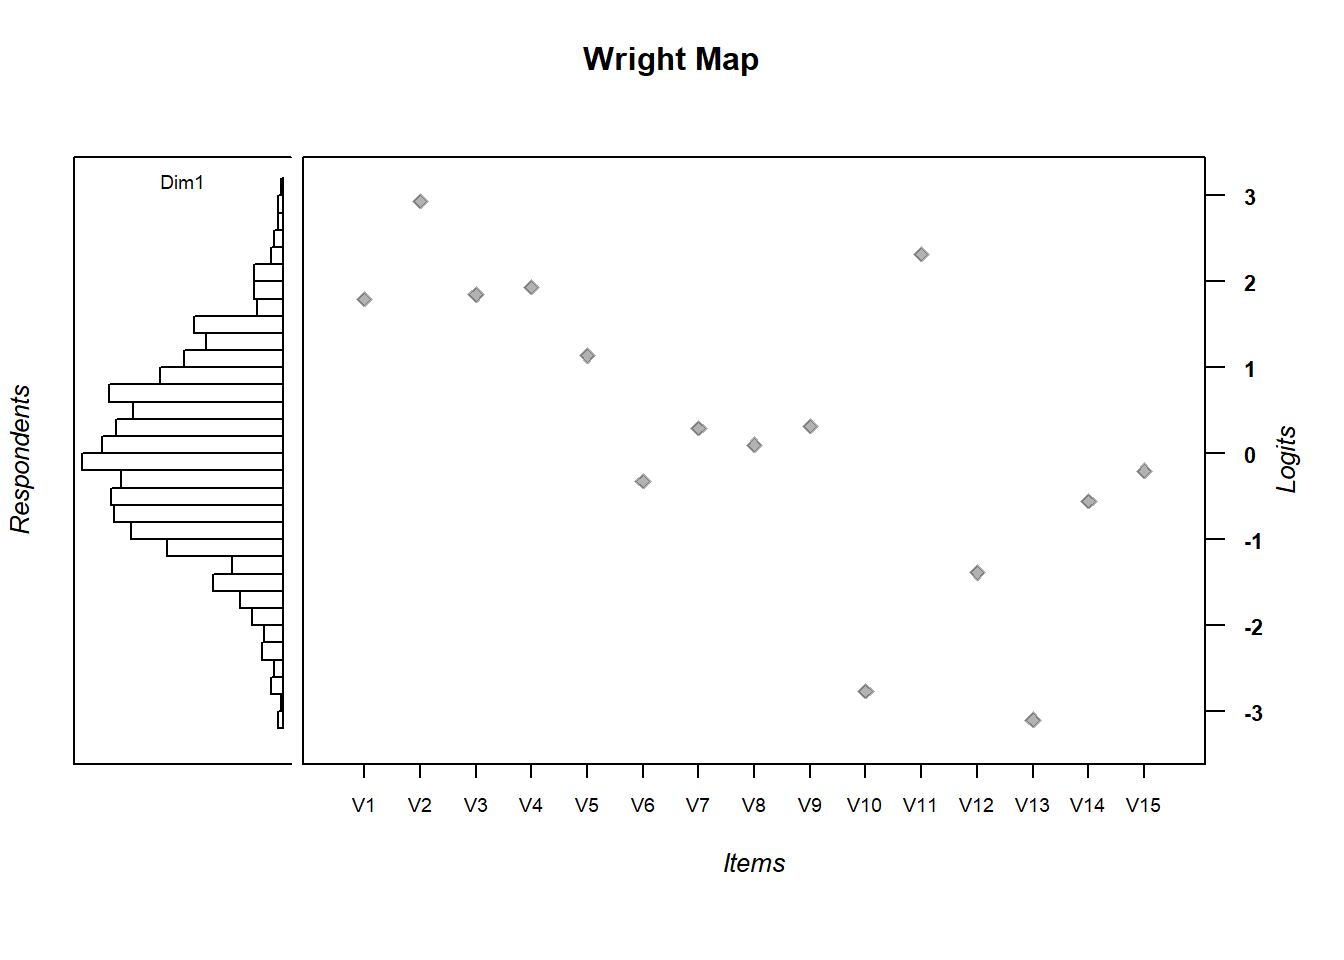 Wright Map
Dim1
Respondents
3
2
1
0
-1
-2
-3
Logits
V1 V2 V3 V4 V5 V6 V7 V8 V9 V10 V11 V12 V13 V14 V15
Items